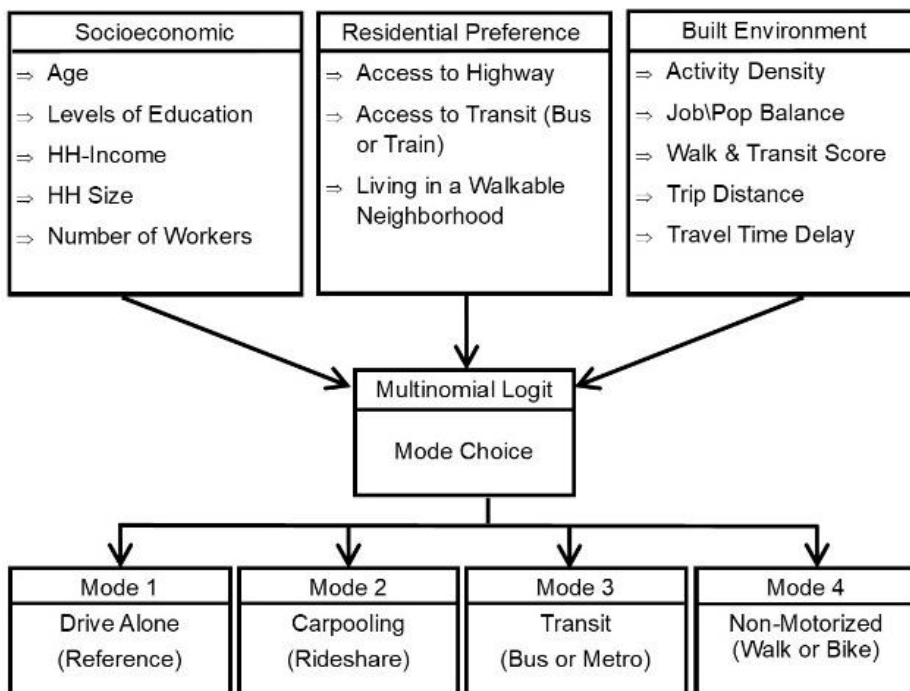 Socioeconomic
⇒ Age
⇒ Levels of Education
⇒ HH-Income
⇒ HH Size
⇒ Number of Workers
Residential Preference
⇒ Access to Highway
⇒ Access to Transit (Bus
or Train)
⇒ Living in a Walkable
Neighborhood
Built Environment
⇒ Activity Density
⇒ Job\Pop Balance
⇒ Walk & Transit Score
⇒ Trip Distance
⇒ Travel Time Delay
Multinomial Logit
Mode Choice
Mode 1
Drive Alone
(Reference)
Mode 2
Carpooling
(Rideshare)
Mode 3
Transit
(Bus or Metro)
Mode 4
Non-Motorized
(Walk or Bike)